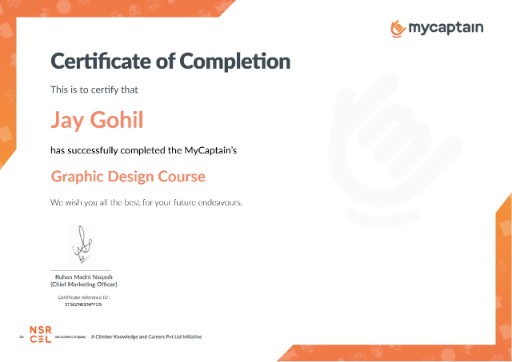 mycaptain
Certificate of Completion
This is to certify that
Jay Gohil
has successfully completed the MyCaptain's
Graphic Design Course
We wish you all the best for your future endeavours.
Ruhan Madni Naqash
(Chief Marketing Officer)
Certificate reference ID :
NSR
CEL
A Climber Knowledge and Careers Pvt Ltd Initiative